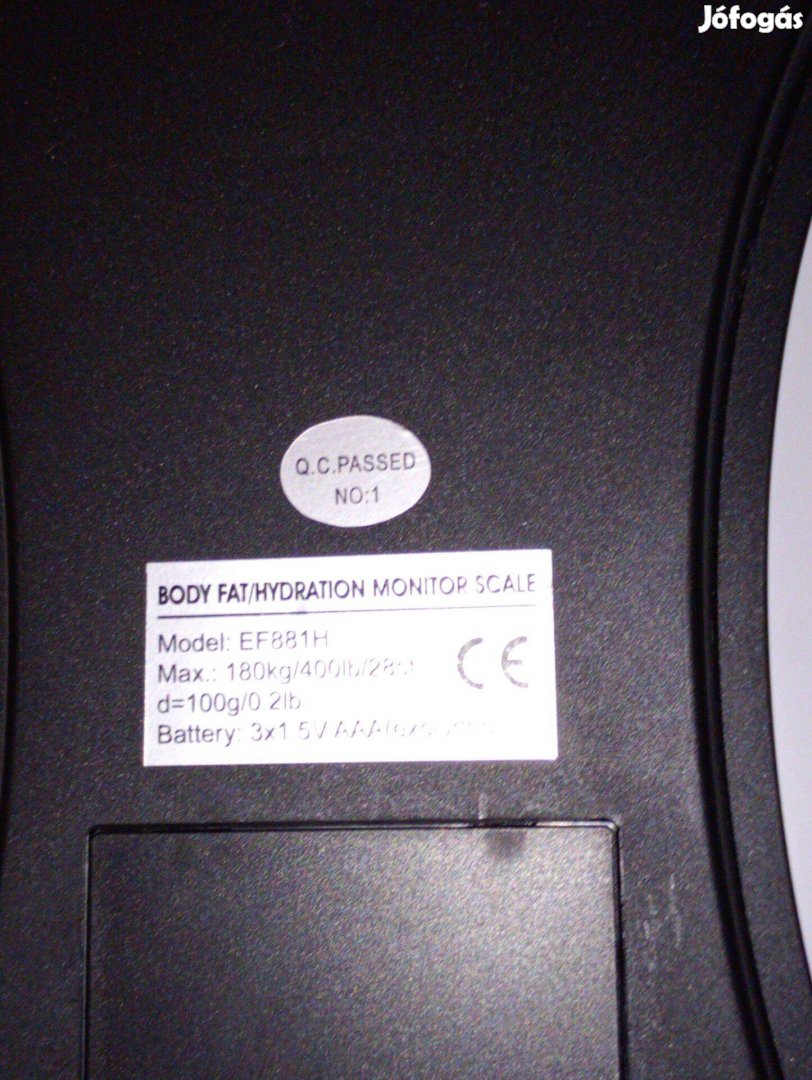 Jófogás
Q.C.PASSED
NO:1
BODY FAT/HYDRATION MONITOR SCALE
Model: EF881H
Max.: 180kg/400lb/28st
CE
d=100g/0.2lb
Battery: 3x1.5V AAA